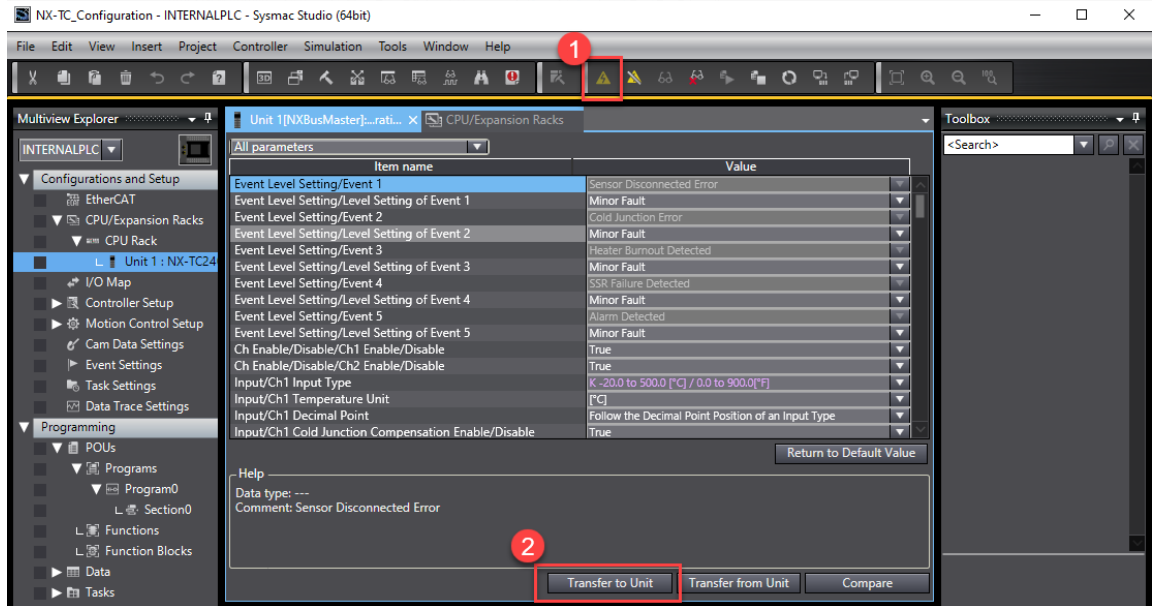 NX-TC_Configuration - INTERNALPLC - Sysmac Studio (64bit)
File Edit View Insert Project Controller Simulation Tools Window Help
1
3D
Multiview Explorer
INTERNALPLC
Configurations and Setup
EtherCAT
CPU/Expansion Racks
CPU Rack
Unit 1 : NX-TC24
I/O Map
Controller Setup
Motion Control Setup
Cam Data Settings
Event Settings
Task Settings
Data Trace Settings
Programming
POUs
Programs
Program0
Section0
Functions
Function Blocks
Data
Tasks
Unit 1[NXBusMaster]:...rati... CPU/Expansion Racks
All parameters
Item name Value
Event Level Setting/Event 1 Sensor Disconnected Error
Event Level Setting/Level Setting of Event 1 Minor Fault
Event Level Setting/Event 2 Cold Junction Error
Event Level Setting/Level Setting of Event 2 Minor Fault
Event Level Setting/Event 3 Heater Burnout Detected
Event Level Setting/Level Setting of Event 3 Minor Fault
Event Level Setting/Event 4 SSR Failure Detected
Event Level Setting/Level Setting of Event 4 Minor Fault
Event Level Setting/Event 5 Alarm Detected
Event Level Setting/Level Setting of Event 5 Minor Fault
Ch Enable/Disable/Ch1 Enable/Disable True
Ch Enable/Disable/Ch2 Enable/Disable True
Input/Ch1 Input Type K -20.0 to 500.0 [°C] / 0.0 to 900.0[°F]
Input/Ch1 Temperature Unit [°C]
Input/Ch1 Decimal Point Follow the Decimal Point Position of an Input Type
Input/Ch1 Cold Junction Compensation Enable/Disable True
Return to Default Value
Help
Data type: ---
Comment: Sensor Disconnected Error
2
Transfer to Unit Transfer from Unit Compare
Toolbox
<Search>